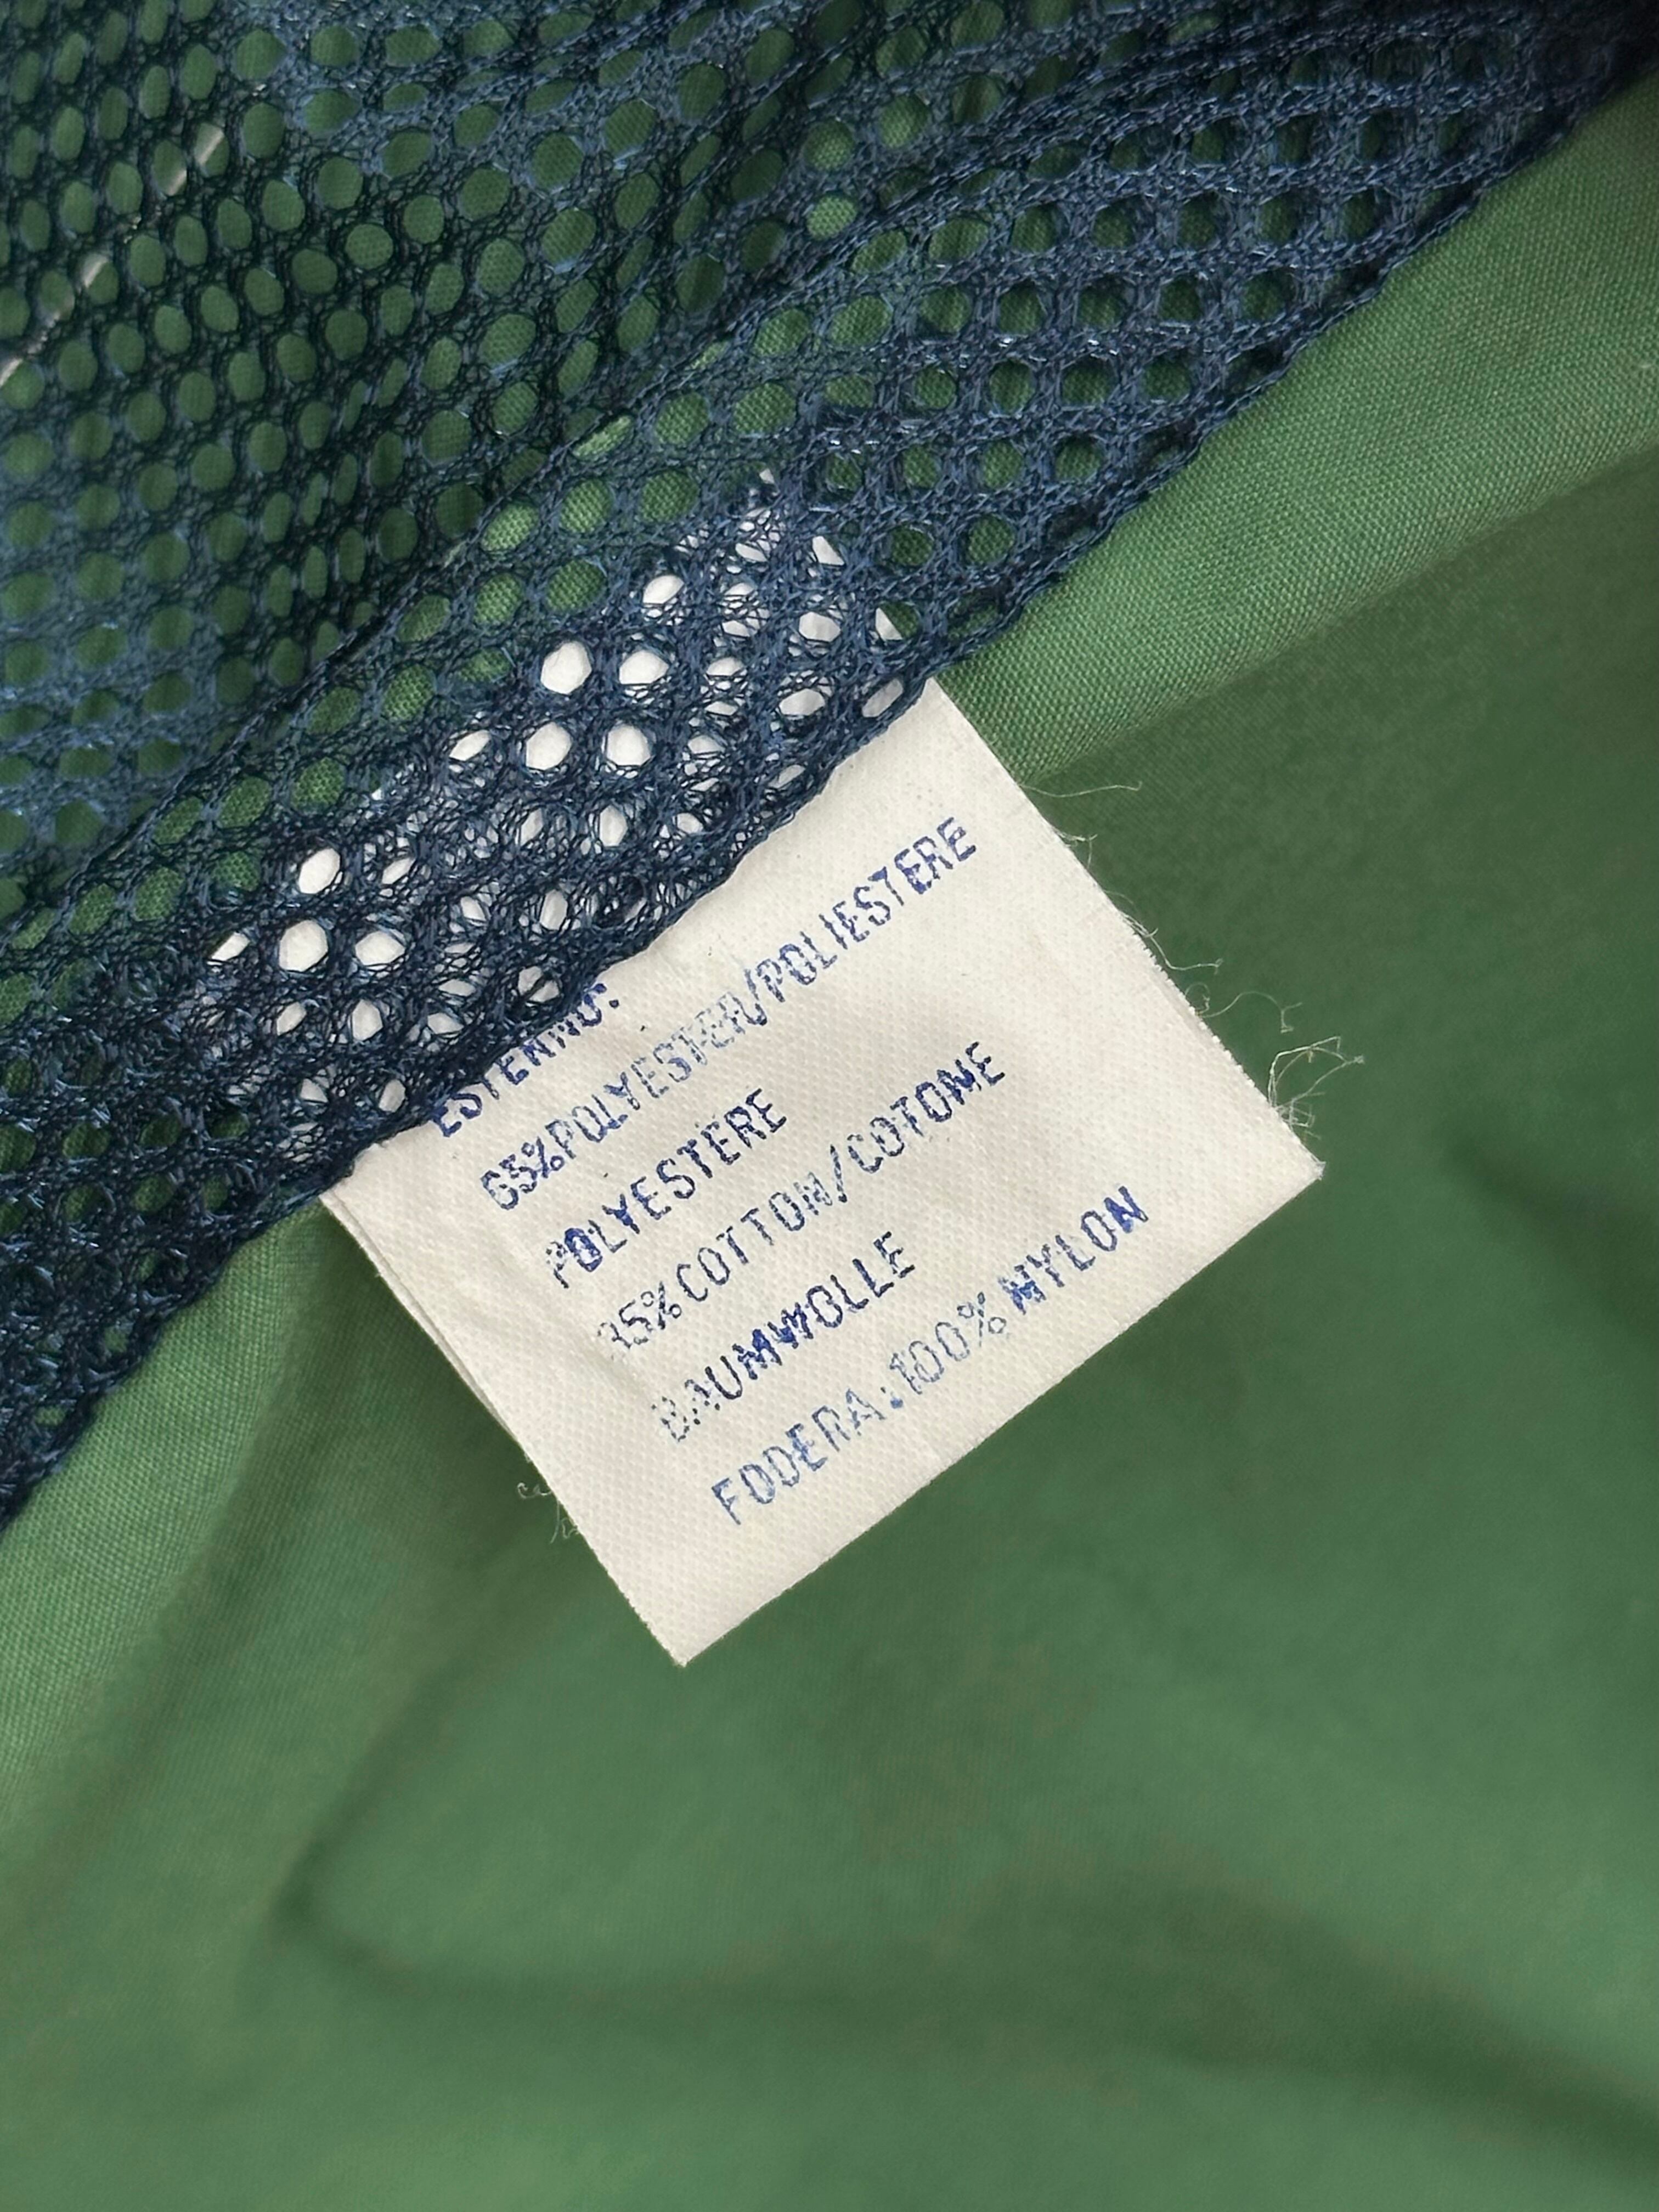 ESTERNO:
65%POLYESTER/POLIESTERE
POLYESTERE
35%COTTON/COTONE
BAUMWOLLE
FODERA:100%NYLON